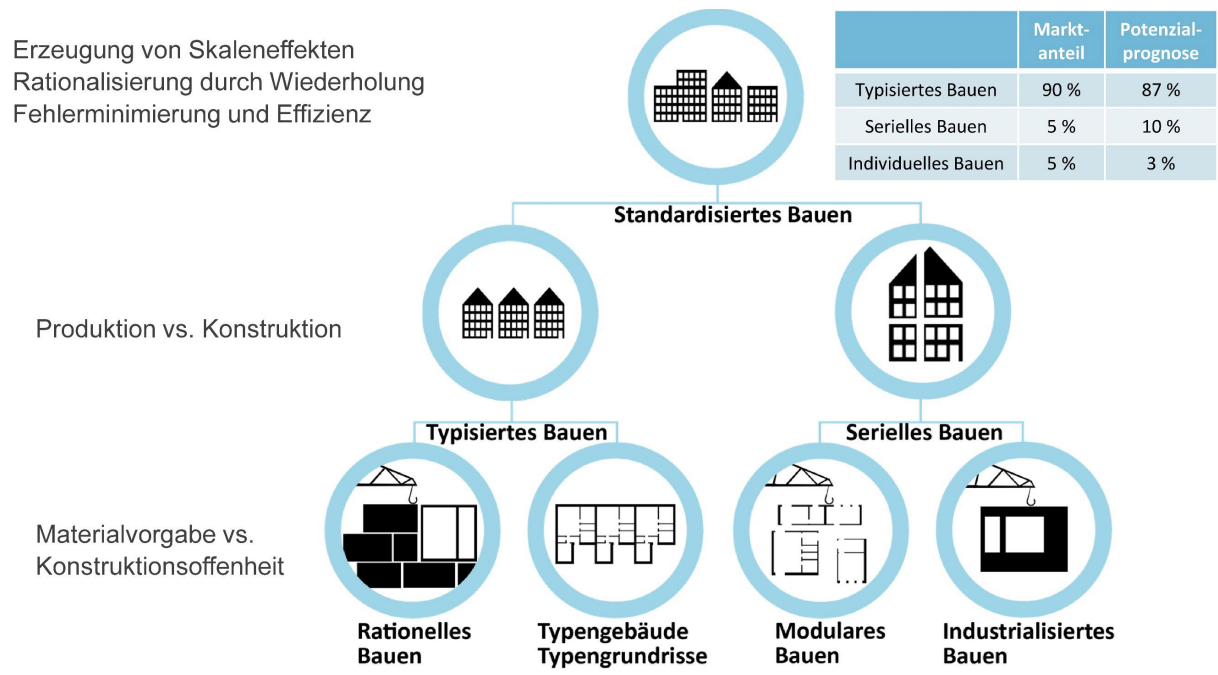 Erzeugung von Skaleneffekten
Rationalisierung durch Wiederholung
Fehlerminimierung und Effizienz
Markt-
anteil
Potenzial-
prognose
Typisiertes Bauen 90 % 87 %
Serielles Bauen 5 % 10 %
Individuelles Bauen 5 % 3 %
Standardisiertes Bauen
Produktion vs. Konstruktion
Typisiertes Bauen
Serielles Bauen
Materialvorgabe vs.
Konstruktionsoffenheit
Rationelles
Bauen
Typengebäude
Typengrundrisse
Modulares
Bauen
Industrialisiertes
Bauen